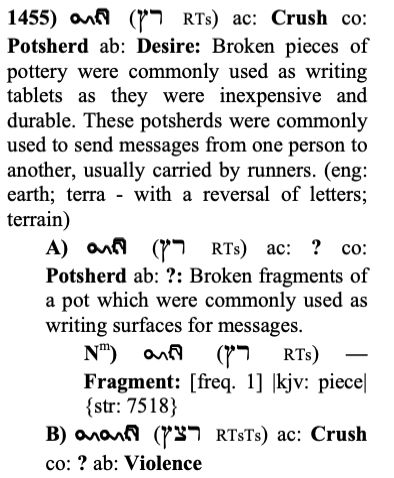 1455) (רץ RTs) ac: Crush co:
Potsherd ab: Desire: Broken pieces of
pottery were commonly used as writing
tablets as they were inexpensive and
durable. These potsherds were commonly
used to send messages from one person to
another, usually carried by runners. (eng:
earth; terra - with a reversal of letters;
terrain)
A) (רץ RTs) ac: ? co:
Potsherd ab: ?: Broken fragments of
a pot which were commonly used as
writing surfaces for messages.
Nᵐ) (רץ RTs) —
Fragment: [freq. 1] |kjv: piece|
{str: 7518}
B) (רצץ RTsTs) ac: Crush
co: ? ab: Violence